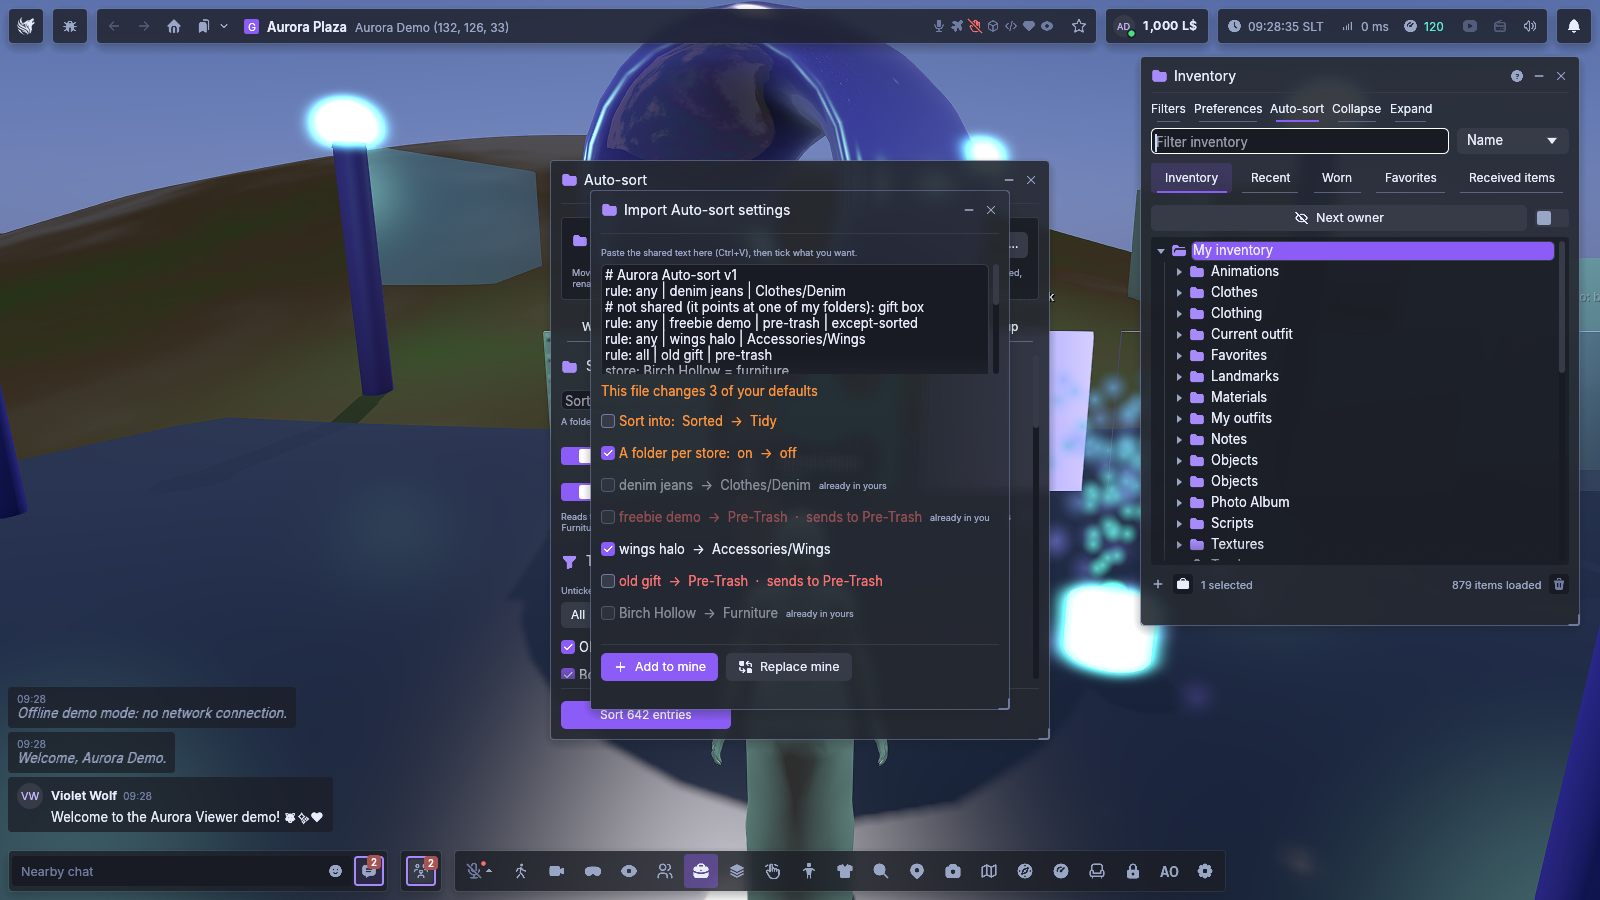 G Aurora Plaza Aurora Demo (132, 126, 33)
AD 1,000 L$
09:28:35 SLT 0 ms 120
Inventory
Filters Preferences Auto-sort Collapse Expand
Filter inventory
Name
Inventory Recent Worn Favorites Received items
Next owner
My inventory
Animations
Clothes
Clothing
Current outfit
Favorites
Landmarks
Materials
My outfits
Notes
Objects
Objects
Photo Album
Scripts
Textures
1 selected 879 items loaded
Auto-sort
Import Auto-sort settings
Paste the shared text here (Ctrl+V), then tick what you want.
# Aurora Auto-sort v1
rule: any | denim jeans | Clothes/Denim
# not shared (it points at one of my folders): gift box
rule: any | freebie demo | pre-trash | except-sorted
rule: any | wings halo | Accessories/Wings
rule: all | old gift | pre-trash
store: Birch Hollow = furniture
This file changes 3 of your defaults
Sort into: Sorted → Tidy
A folder per store: on → off
denim jeans → Clothes/Denim already in yours
freebie demo → Pre-Trash · sends to Pre-Trash already in you
wings halo → Accessories/Wings
old gift → Pre-Trash · sends to Pre-Trash
Birch Hollow → Furniture already in yours
Add to mine Replace mine
Sort
A folde
Reads
Furnitu
Untick
All
Sort 642 entries
09:28
Offline demo mode: no network connection.
09:28
Welcome, Aurora Demo.
VW Violet Wolf 09:28
Welcome to the Aurora Viewer demo!
Nearby chat
2
2
AO